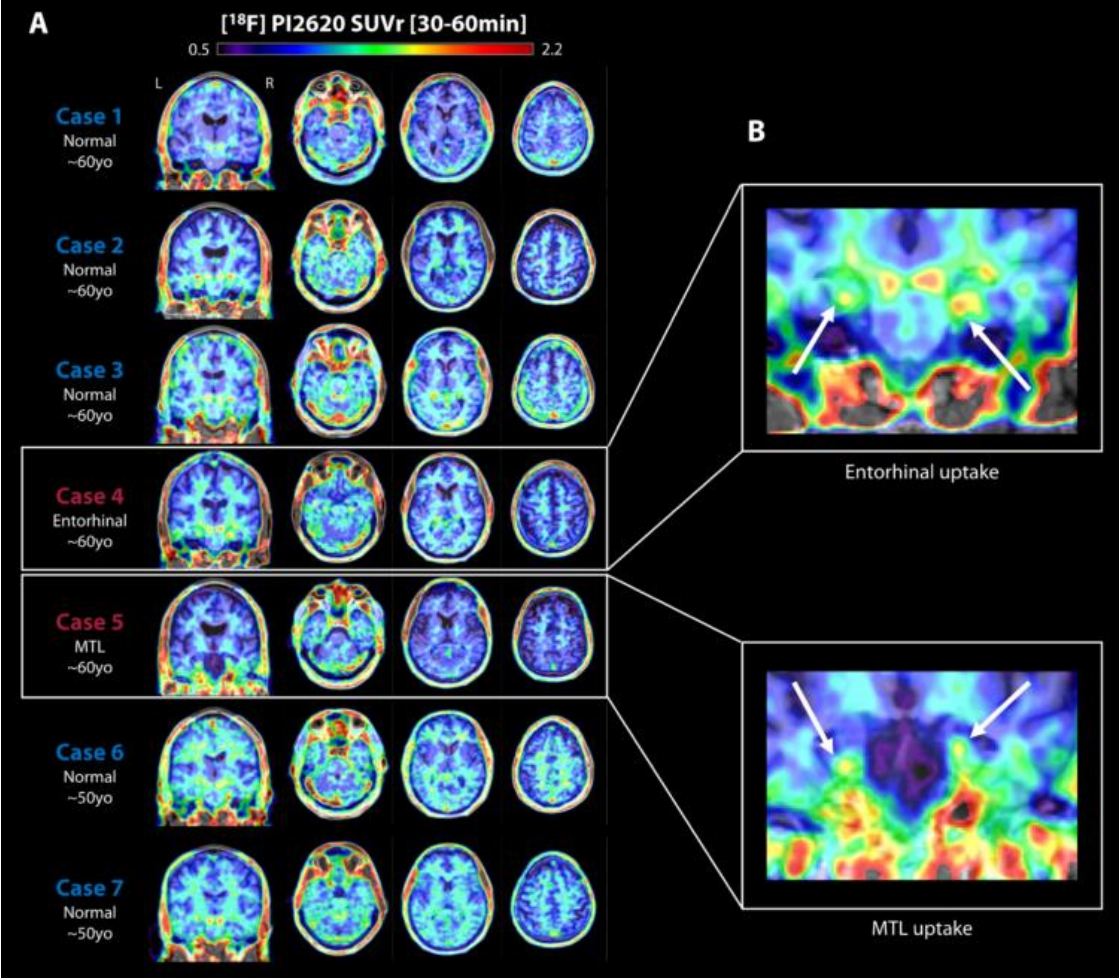 A
[¹⁸F] PI2620 SUVr [30-60min]
0.5 2.2
L R
Case 1
Normal
~60yo
Case 2
Normal
~60yo
Case 3
Normal
~60yo
Case 4
Entorhinal
~60yo
Case 5
MTL
~60yo
Case 6
Normal
~50yo
Case 7
Normal
~50yo
B
Entorhinal uptake
MTL uptake